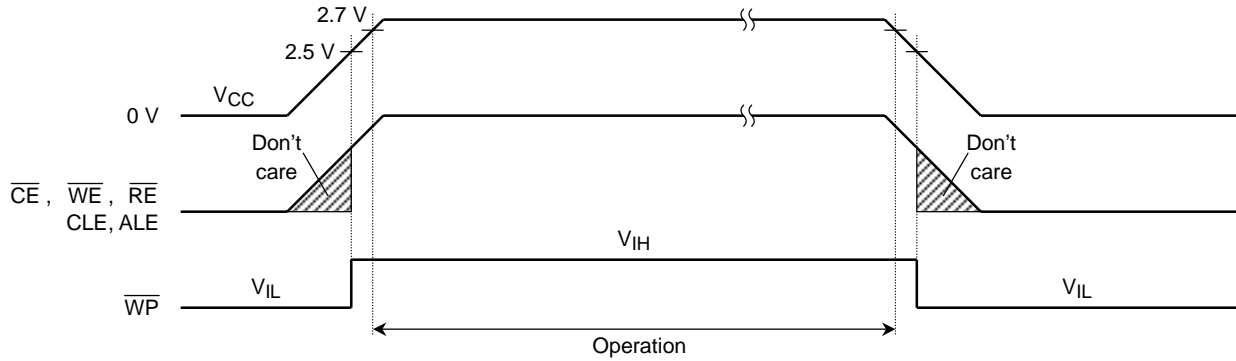 2.7 V
2.5 V
VCC
0 V
Don't
care
Don't
care
CE , WE , RE
CLE, ALE
VIH
VIL
VIL
WP
Operation